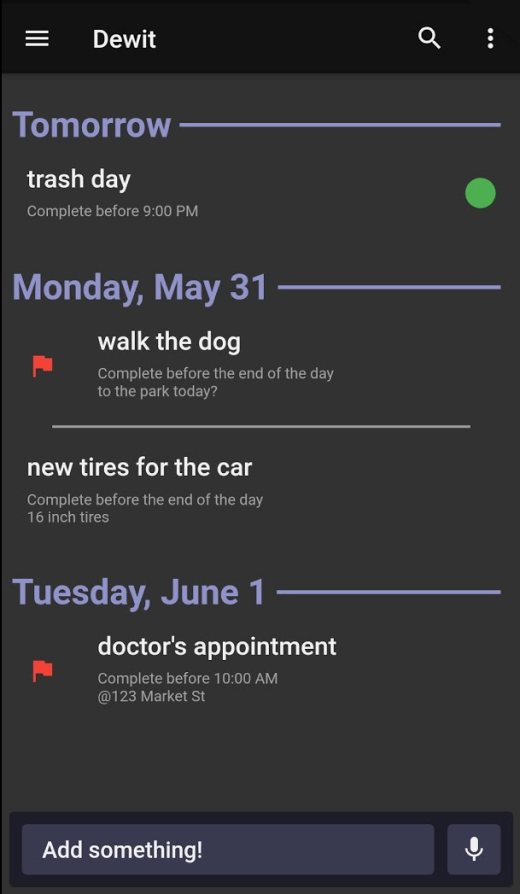 Dewit
Tomorrow
trash day
Complete before 9:00 PM
Monday, May 31
walk the dog
Complete before the end of the day
to the park today?
new tires for the car
Complete before the end of the day
16 inch tires
Tuesday, June 1
doctor's appointment
Complete before 10:00 AM
@123 Market St
Add something!